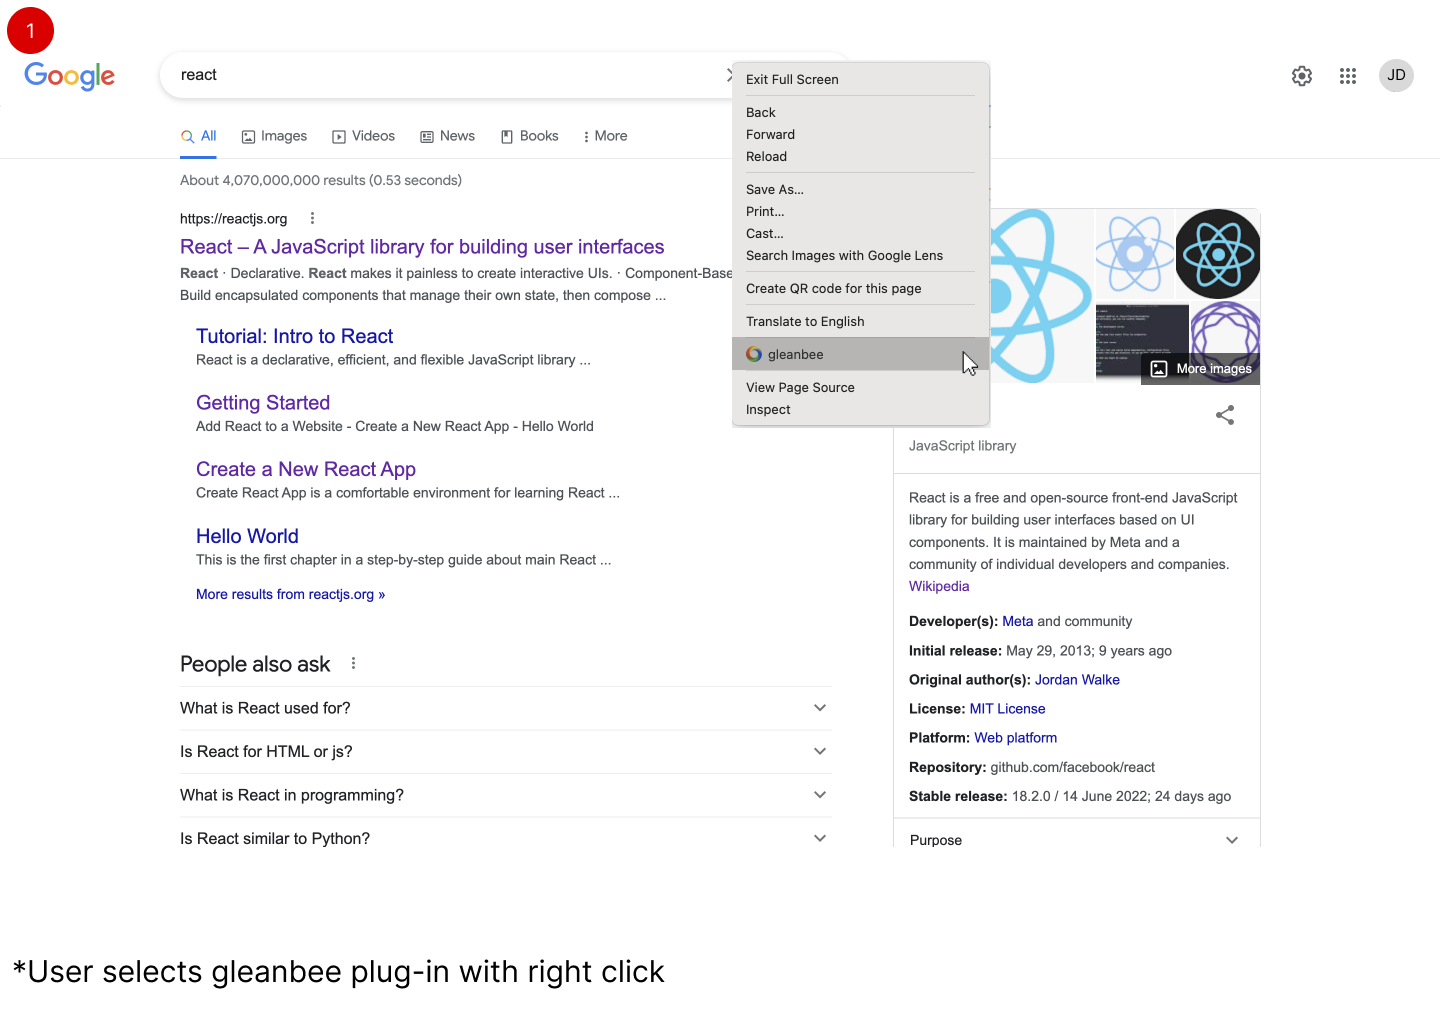 1
Google
react
JD
Exit Full Screen
Back
Forward
Reload
Save As...
Print...
Cast...
Search Images with Google Lens
Create QR code for this page
Translate to English
gleanbee
View Page Source
Inspect
All
Images
Videos
News
Books
More
About 4,070,000,000 results (0.53 seconds)
https://reactjs.org
React – A JavaScript library for building user interfaces
React · Declarative. React makes it painless to create interactive UIs. · Component-Base
Build encapsulated components that manage their own state, then compose ...
Tutorial: Intro to React
React is a declarative, efficient, and flexible JavaScript library ...
Getting Started
Add React to a Website - Create a New React App - Hello World
Create a New React App
Create React App is a comfortable environment for learning React ...
Hello World
This is the first chapter in a step-by-step guide about main React ...
More results from reactjs.org »
People also ask
What is React used for?
Is React for HTML or js?
What is React in programming?
Is React similar to Python?
More images
JavaScript library
React is a free and open-source front-end JavaScript
library for building user interfaces based on UI
components. It is maintained by Meta and a
community of individual developers and companies.
Wikipedia
Developer(s): Meta and community
Initial release: May 29, 2013; 9 years ago
Original author(s): Jordan Walke
License: MIT License
Platform: Web platform
Repository: github.com/facebook/react
Stable release: 18.2.0 / 14 June 2022; 24 days ago
Purpose
*User selects gleanbee plug-in with right click